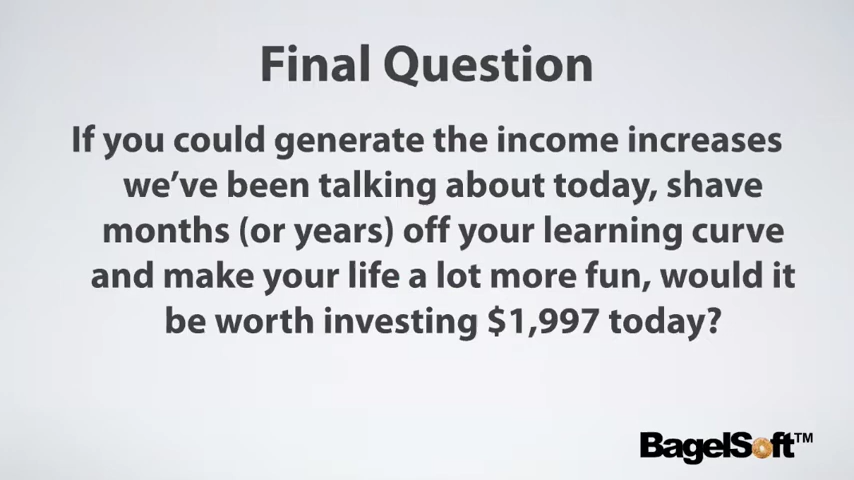 Final Question
If you could generate the income increases
we’ve been talking about today, shave
months (or years) off your learning curve
and make your life a lot more fun, would it
be worth investing $1,997 today?
BagelSoft™